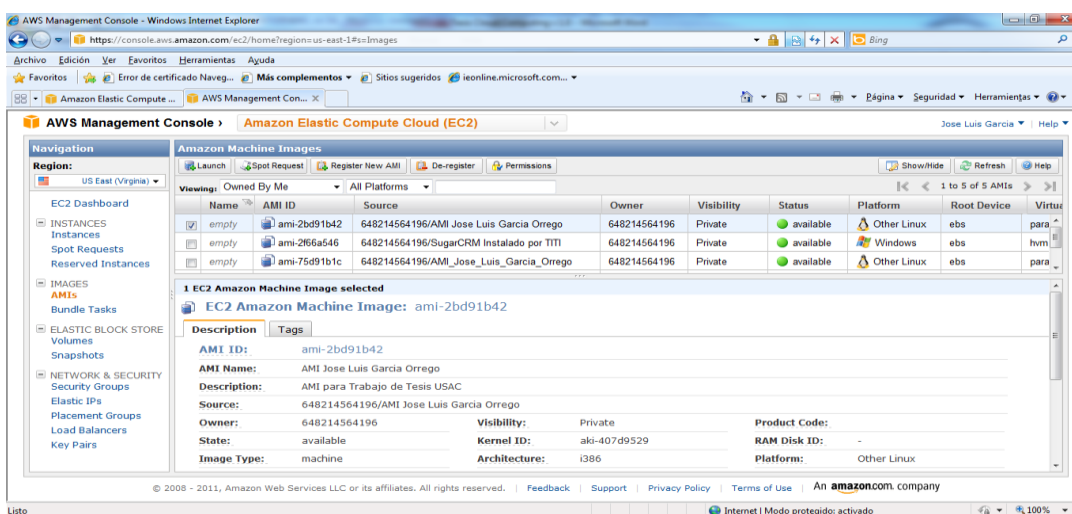 AWS Management Console - Windows Internet Explorer
https://console.aws.amazon.com/ec2/home?region=us-east-1#s=Images
Bing
Archivo Edición Ver Favoritos Herramientas Ayuda
Favoritos Error de certificado Naveg... Más complementos Sitios sugeridos ieonline.microsoft.com...
Amazon Elastic Compute ... AWS Management Con... X Página Seguridad Herramientas
AWS Management Console › Amazon Elastic Compute Cloud (EC2) Jose Luis Garcia Help
Navigation
Region:
US East (Virginia)
EC2 Dashboard
INSTANCES
Instances
Spot Requests
Reserved Instances
IMAGES
AMIs
Bundle Tasks
ELASTIC BLOCK STORE
Volumes
Snapshots
NETWORK & SECURITY
Security Groups
Elastic IPs
Placement Groups
Load Balancers
Key Pairs
Amazon Machine Images
Launch Spot Request Register New AMI De-register Permissions Show/Hide Refresh Help
Viewing: Owned By Me All Platforms 1 to 5 of 5 AMIs
Name AMI ID Source Owner Visibility Status Platform Root Device Virtua
empty ami-2bd91b42 648214564196/AMI Jose Luis Garcia Orrego 648214564196 Private available Other Linux ebs para
empty ami-2f66a546 648214564196/SugarCRM Instalado por TITI 648214564196 Private available Windows ebs hvm
empty ami-75d91b1c 648214564196/AMI_Jose_Luis_Garcia_Orrego 648214564196 Private available Other Linux ebs para
1 EC2 Amazon Machine Image selected
EC2 Amazon Machine Image: ami-2bd91b42
Description Tags
AMI ID: ami-2bd91b42
AMI Name: AMI Jose Luis Garcia Orrego
Description: AMI para Trabajo de Tesis USAC
Source: 648214564196/AMI Jose Luis Garcia Orrego
Owner: 648214564196 Visibility: Private Product Code:
State: available Kernel ID: aki-407d9529 RAM Disk ID: -
Image Type: machine Architecture: i386 Platform: Other Linux
© 2008 - 2011, Amazon Web Services LLC or its affiliates. All rights reserved. | Feedback | Support | Privacy Policy | Terms of Use | An amazon.com. company
Listo Internet | Modo protegido: activado 100%